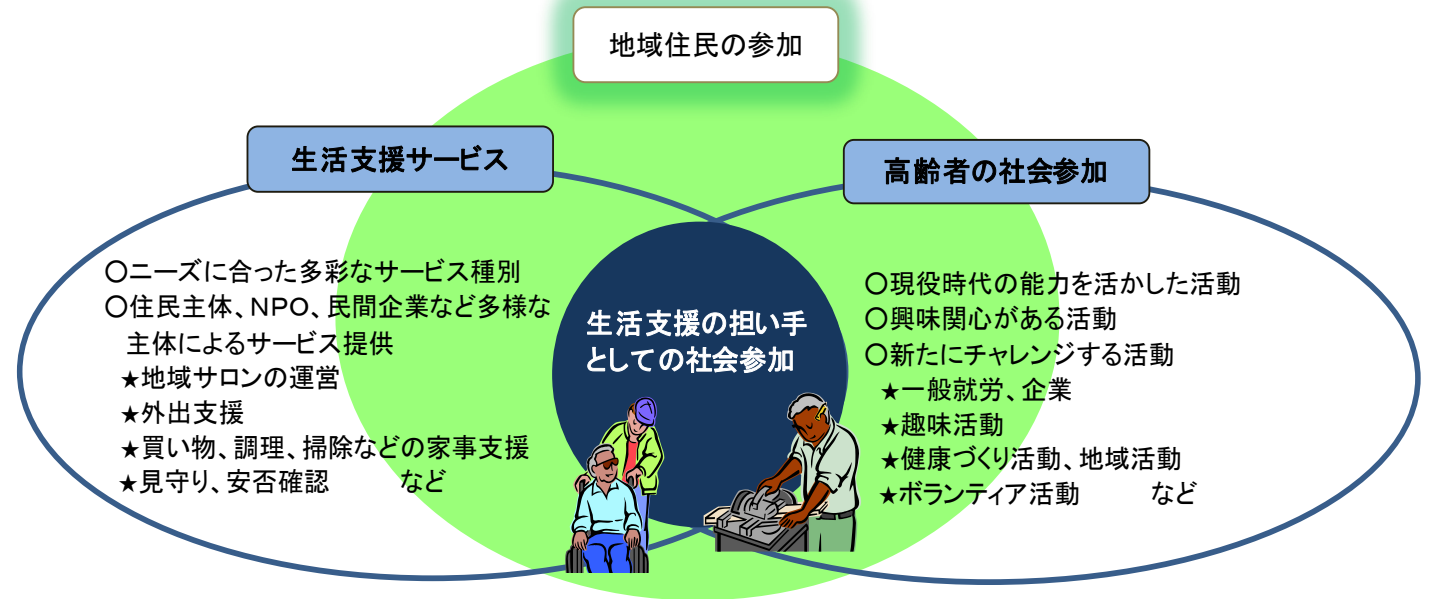 地域住民の参加
生活支援サービス
高齢者の社会参加
〇ニーズに合った多彩なサービス種別
〇住民主体、NPO、民間企業など多様な
主体によるサービス提供
★地域サロンの運営
★外出支援
★買い物、調理、掃除などの家事支援
★見守り、安否確認　　など
生活支援の担い手
としての社会参加
〇現役時代の能力を活かした活動
〇興味関心がある活動
〇新たにチャレンジする活動
★一般就労、企業
★趣味活動
★健康づくり活動、地域活動
★ボランティア活動　　など